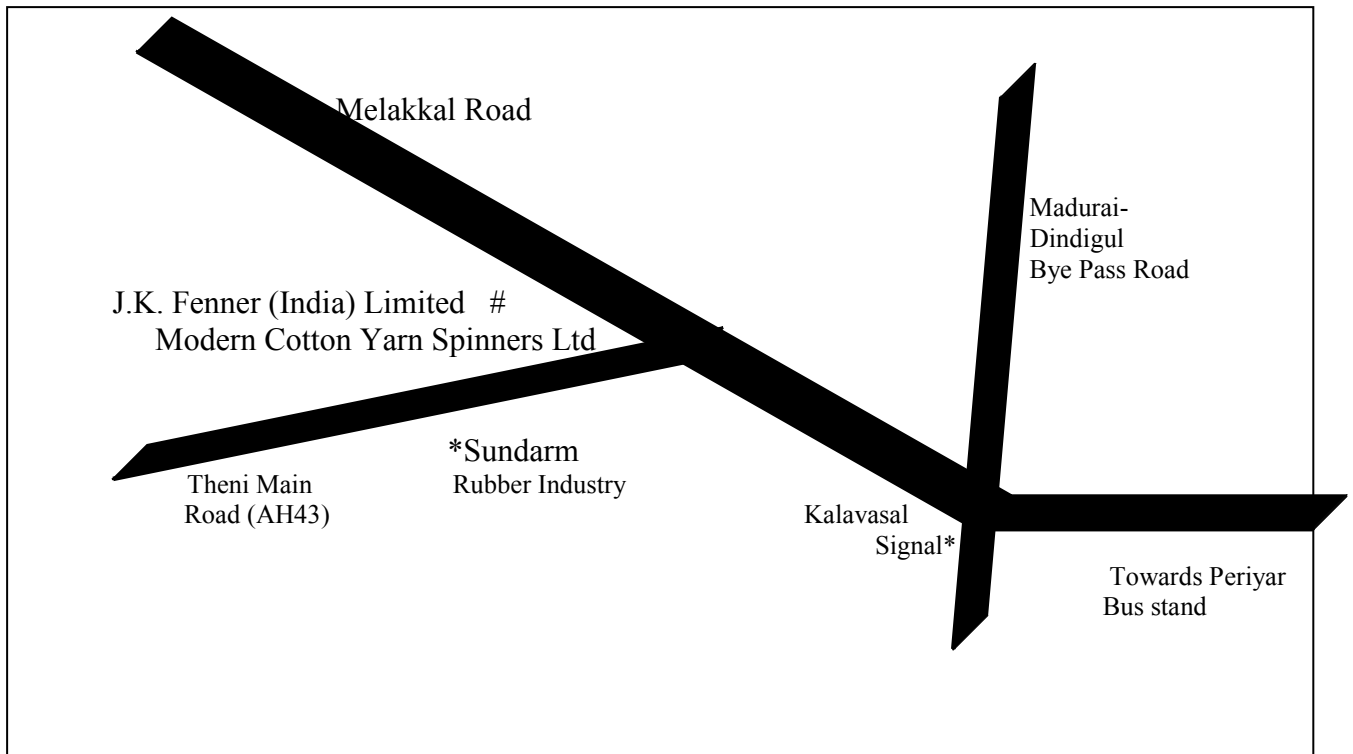 Melakkal Road
Madurai-
Dindigul
Bye Pass Road
J.K. Fenner (India) Limited #
Modern Cotton Yarn Spinners Ltd
*Sundarm
Rubber Industry
Theni Main
Road (AH43)
Kalavasal
Signal*
Towards Periyar
Bus stand